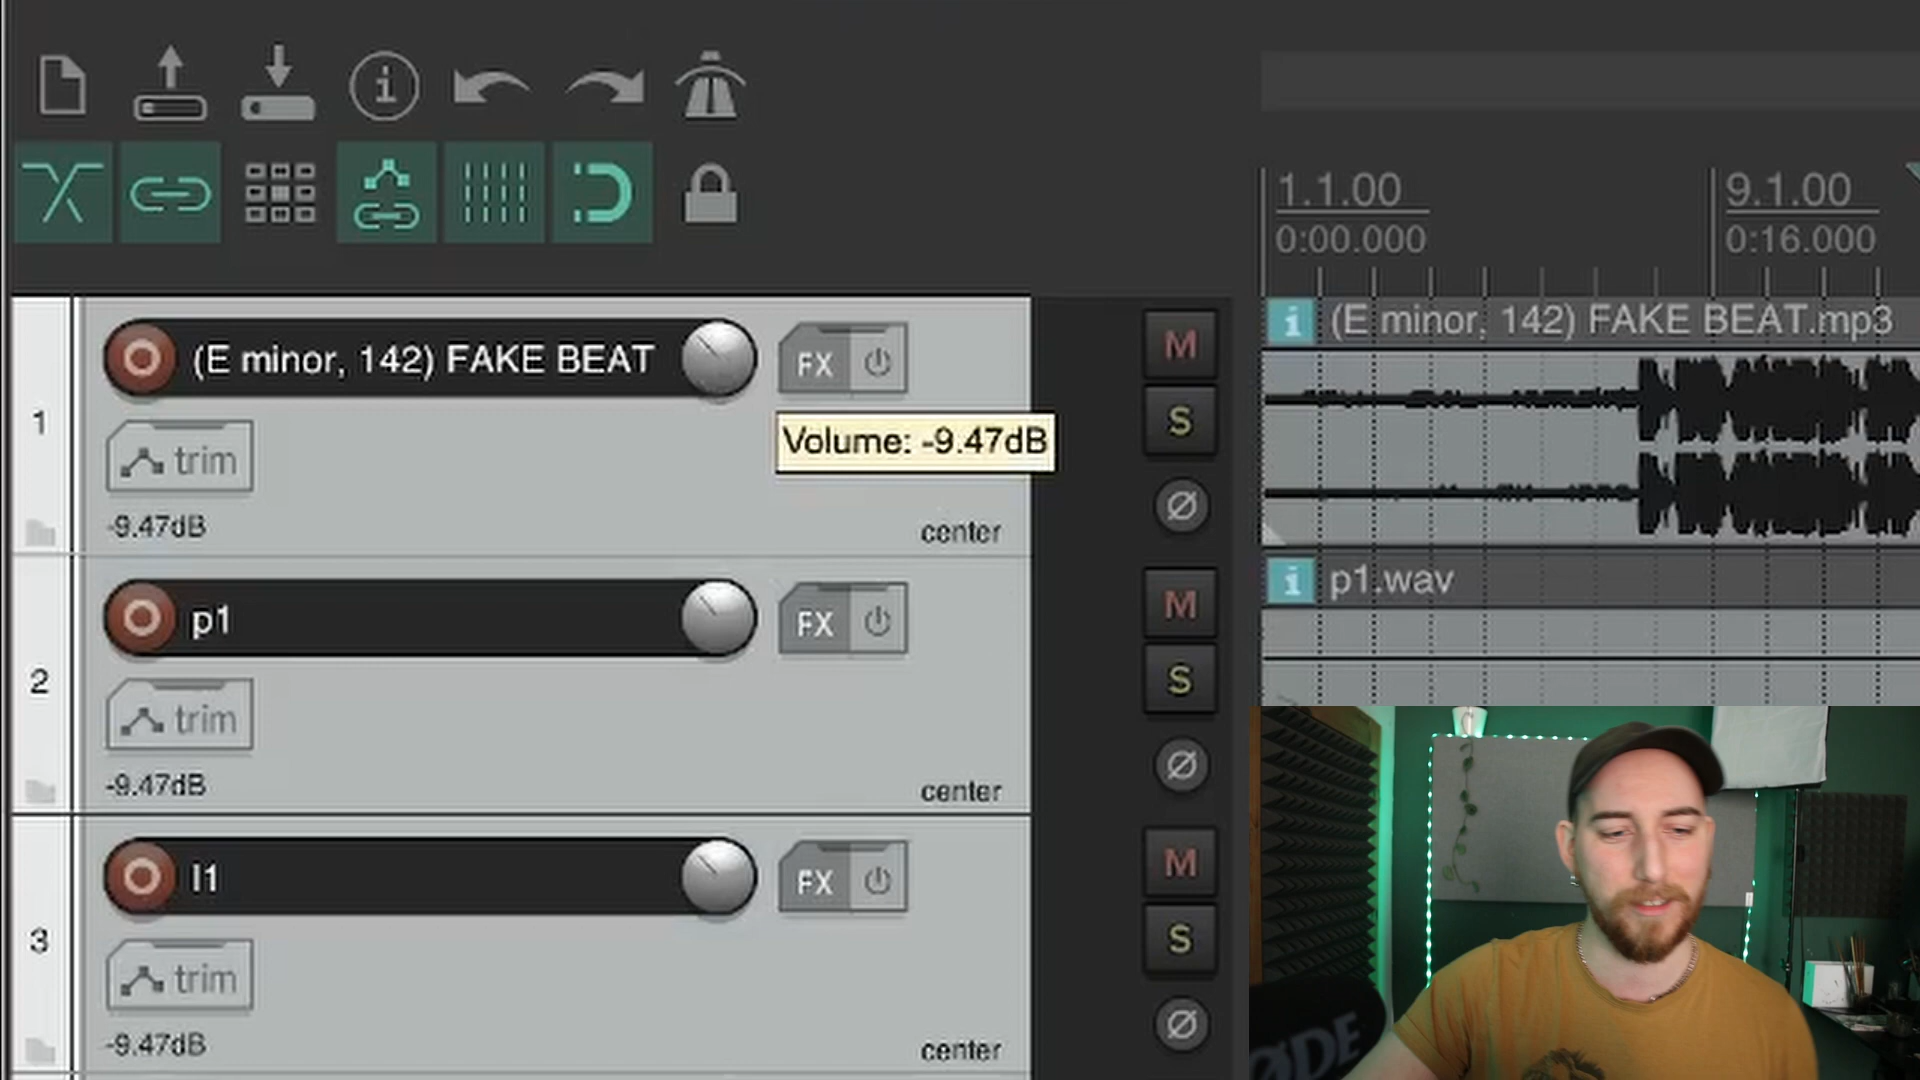 1.1.00
0:00.000
9.1.00
0:16.000
1
(E minor, 142) FAKE BEAT
FX
Volume: -9.47dB
trim
-9.47dB
center
M
S
i (E minor, 142) FAKE BEAT.mp3
2
p1
FX
trim
-9.47dB
center
M
S
i p1.wav
3
l1
FX
trim
-9.47dB
center
M
S
RØDE